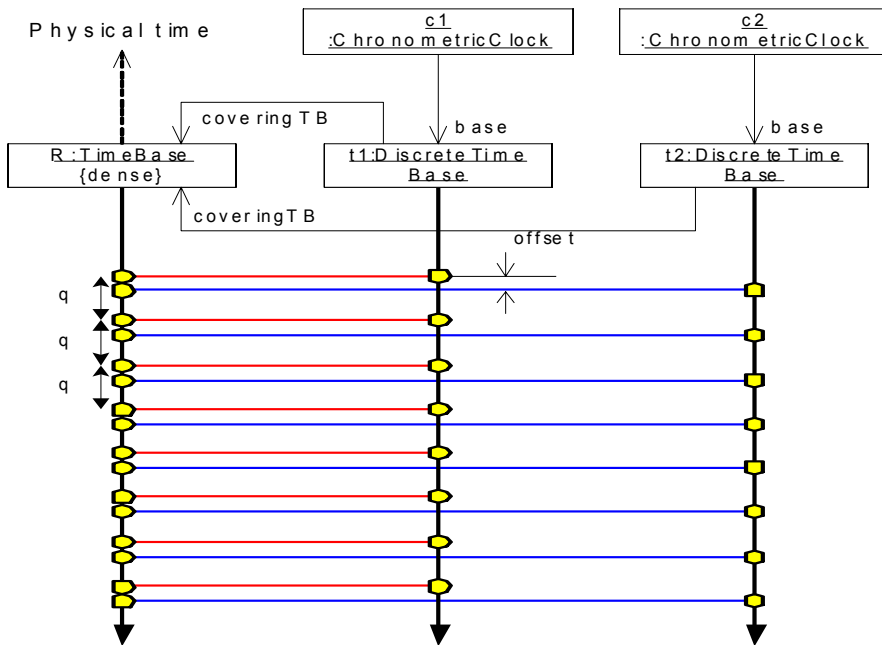 Physical time
c1
:ChronometricClock
c2
:ChronometricClock
coveringTB
base
base
R:TimeBase
{dense}
t1:DiscreteTime
Base
t2:DiscreteTime
Base
coveringTB
offset
q
q
q